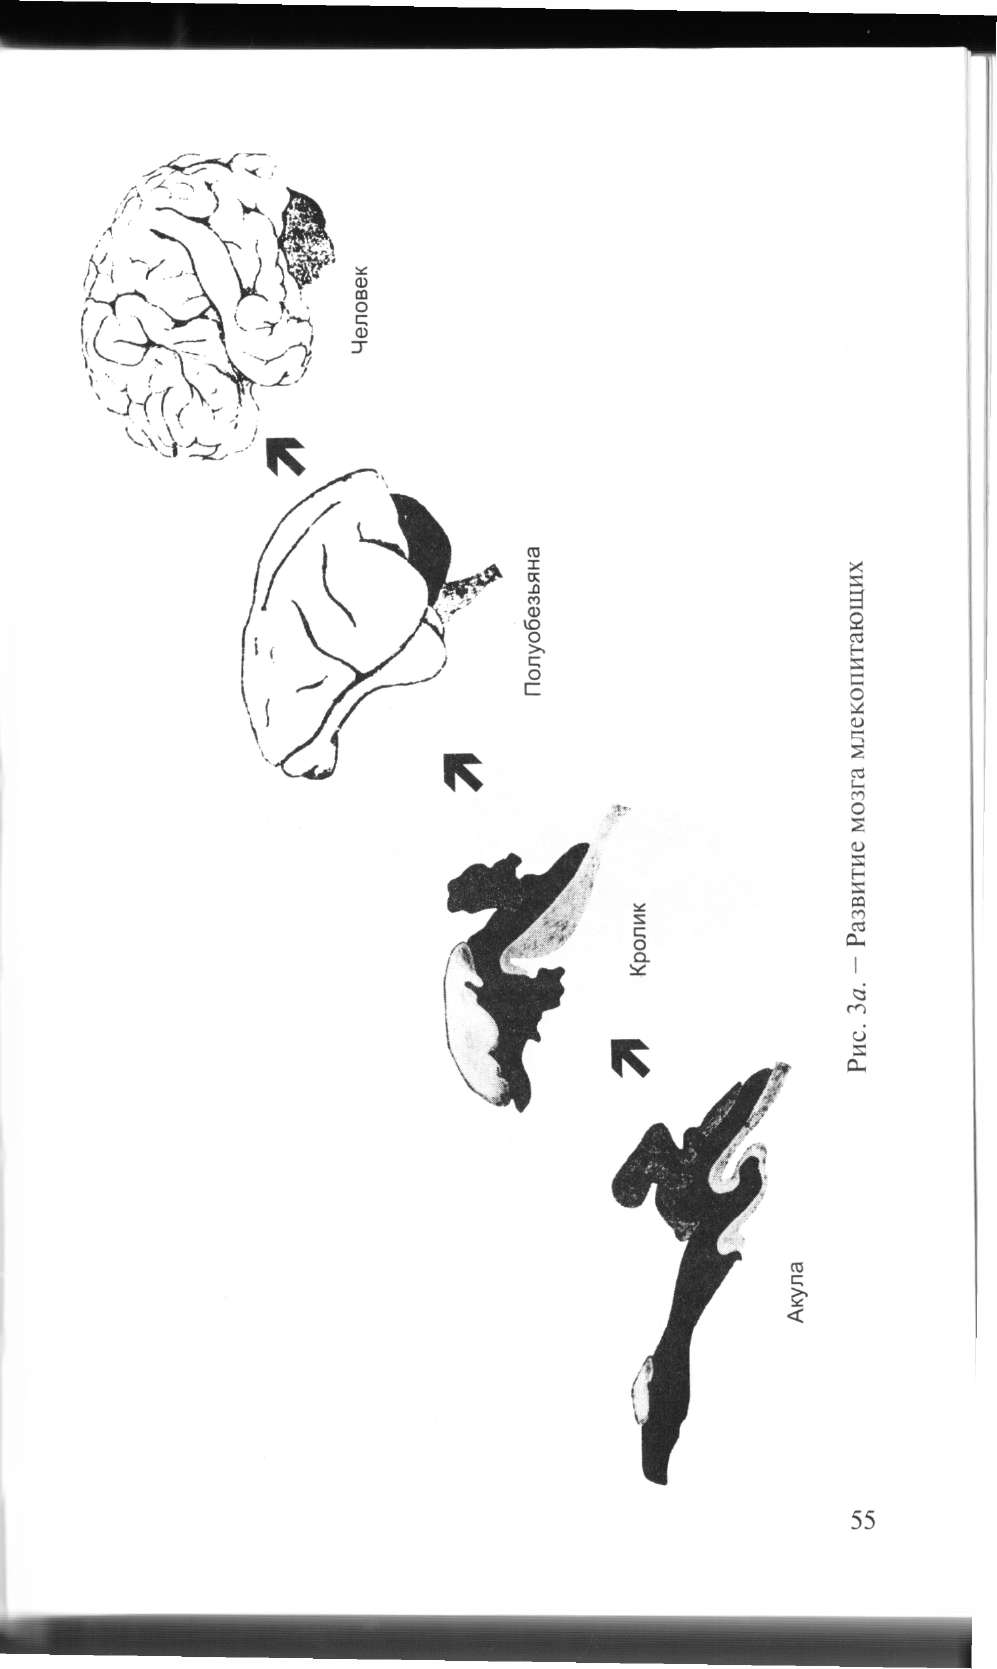 Человек
Полуобезьяна
Кролик
Акула
Рис. 3а. – Развитие мозга млекопитающих
55